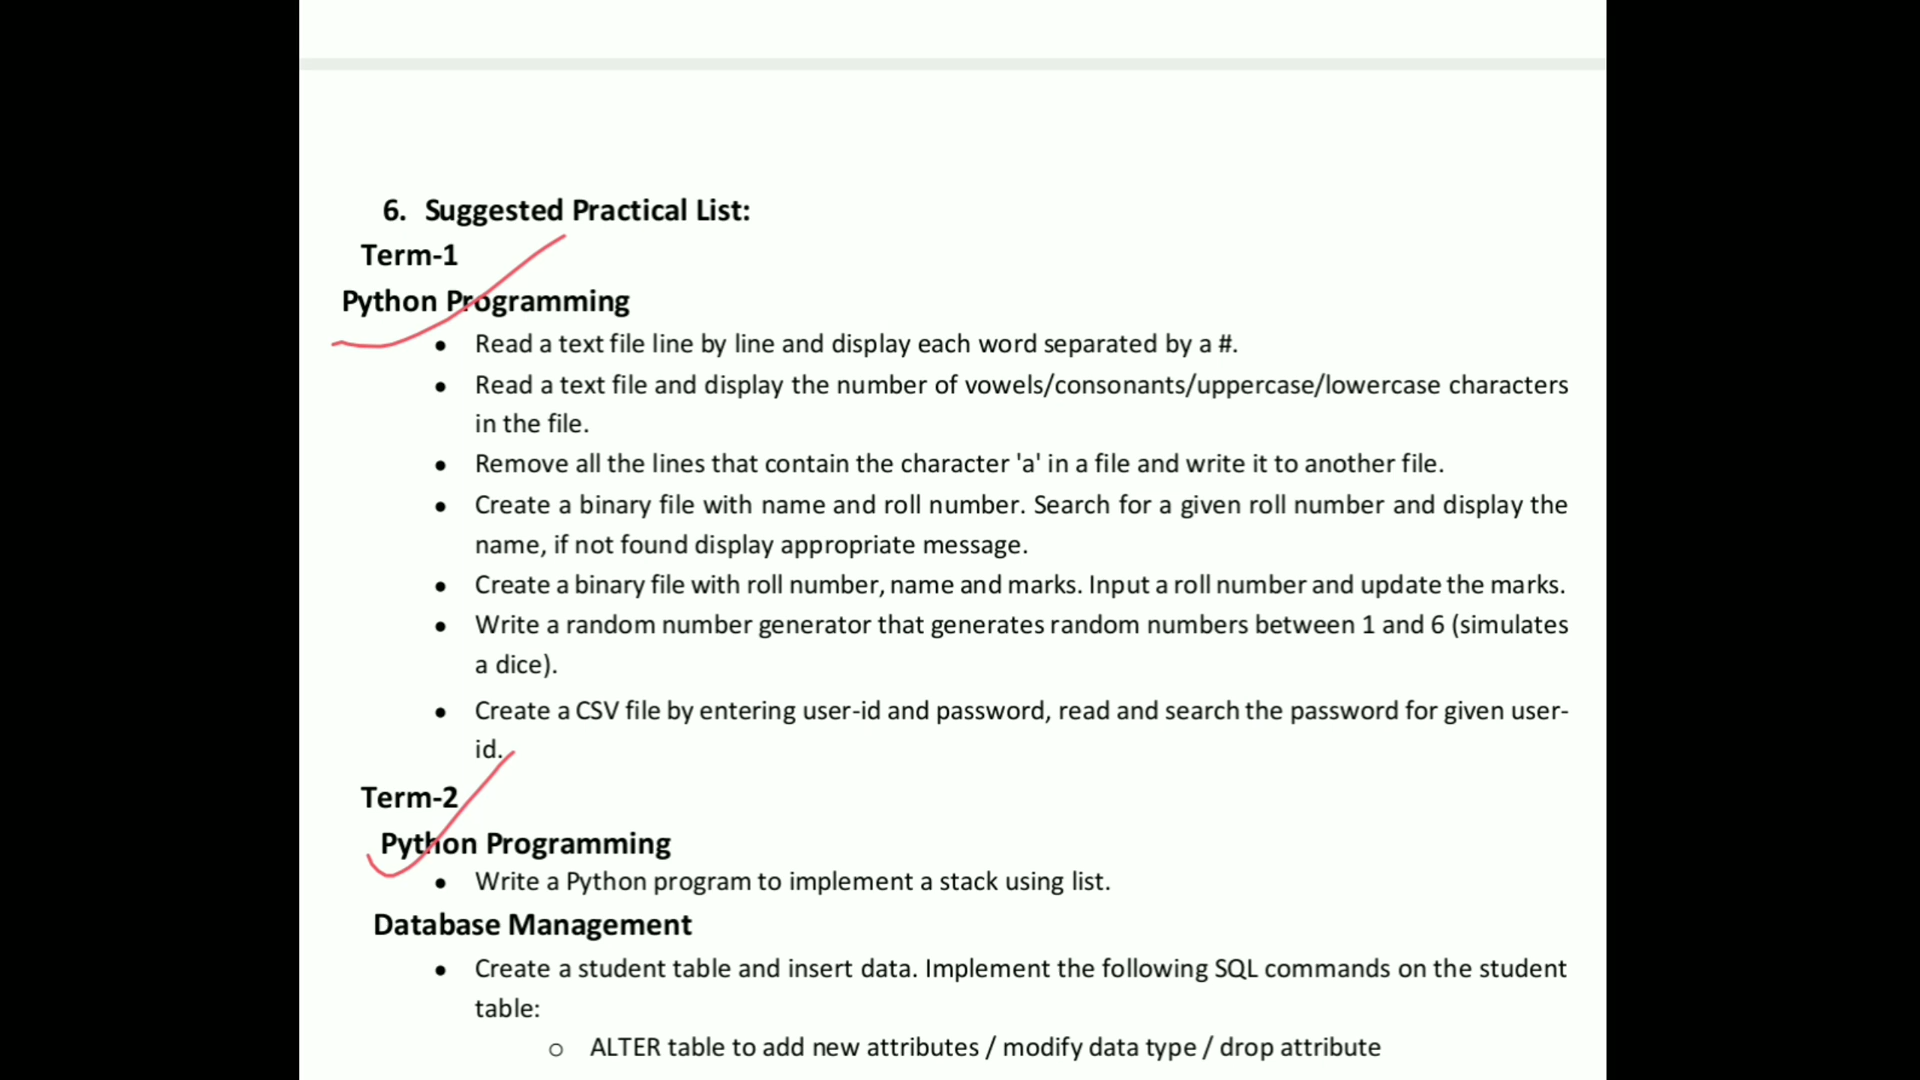 6. Suggested Practical List:
Term-1
Python Programming
• Read a text file line by line and display each word separated by a #.
• Read a text file and display the number of vowels/consonants/uppercase/lowercase characters
in the file.
• Remove all the lines that contain the character 'a' in a file and write it to another file.
• Create a binary file with name and roll number. Search for a given roll number and display the
name, if not found display appropriate message.
• Create a binary file with roll number, name and marks. Input a roll number and update the marks.
• Write a random number generator that generates random numbers between 1 and 6 (simulates
a dice).
• Create a CSV file by entering user-id and password, read and search the password for given user-
id.
Term-2
Python Programming
• Write a Python program to implement a stack using list.
Database Management
• Create a student table and insert data. Implement the following SQL commands on the student
table:
o ALTER table to add new attributes / modify data type / drop attribute